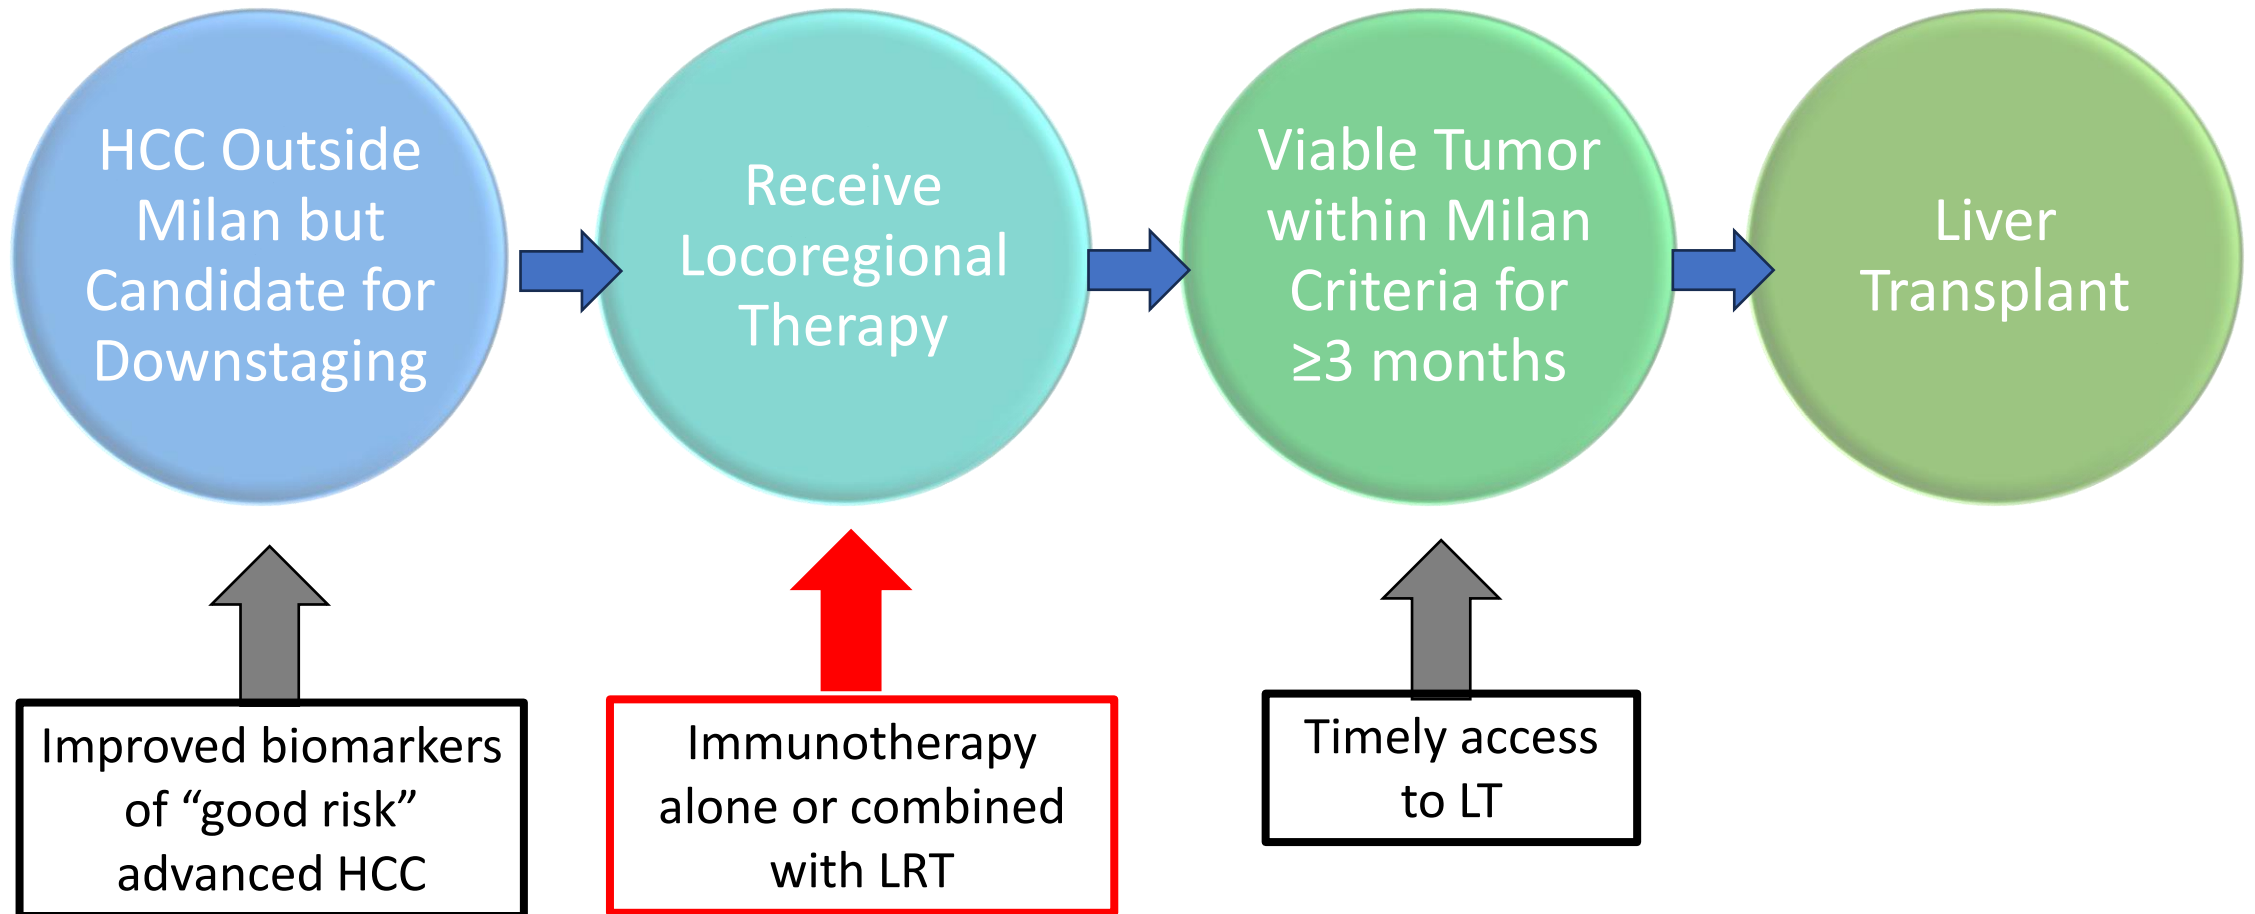 HCC Outside
Milan but
Candidate for
Downstaging
Receive
Locoregional
Therapy
Viable Tumor
within Milan
Criteria for
≥3 months
Liver
Transplant
Improved biomarkers
of “good risk”
advanced HCC
Immunotherapy
alone or combined
with LRT
Timely access
to LT